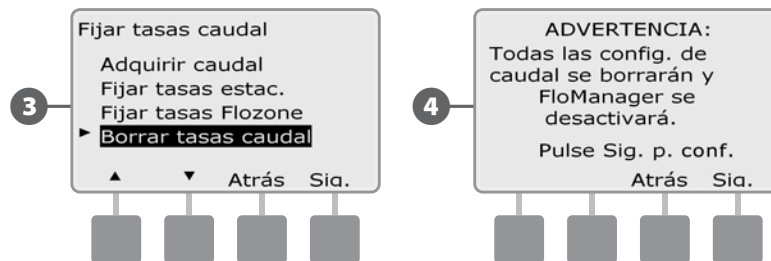 3
Fijar tasas caudal
Adquirir caudal
Fijar tasas estac.
Fijar tasas Flozone
► Borrar tasas caudal
▲ ▼ Atrás Sig.
4
ADVERTENCIA:
Todas las config. de
caudal se borrarán y
FloManager se
desactivará.
Pulse Sig. p. conf.
Atrás Sig.